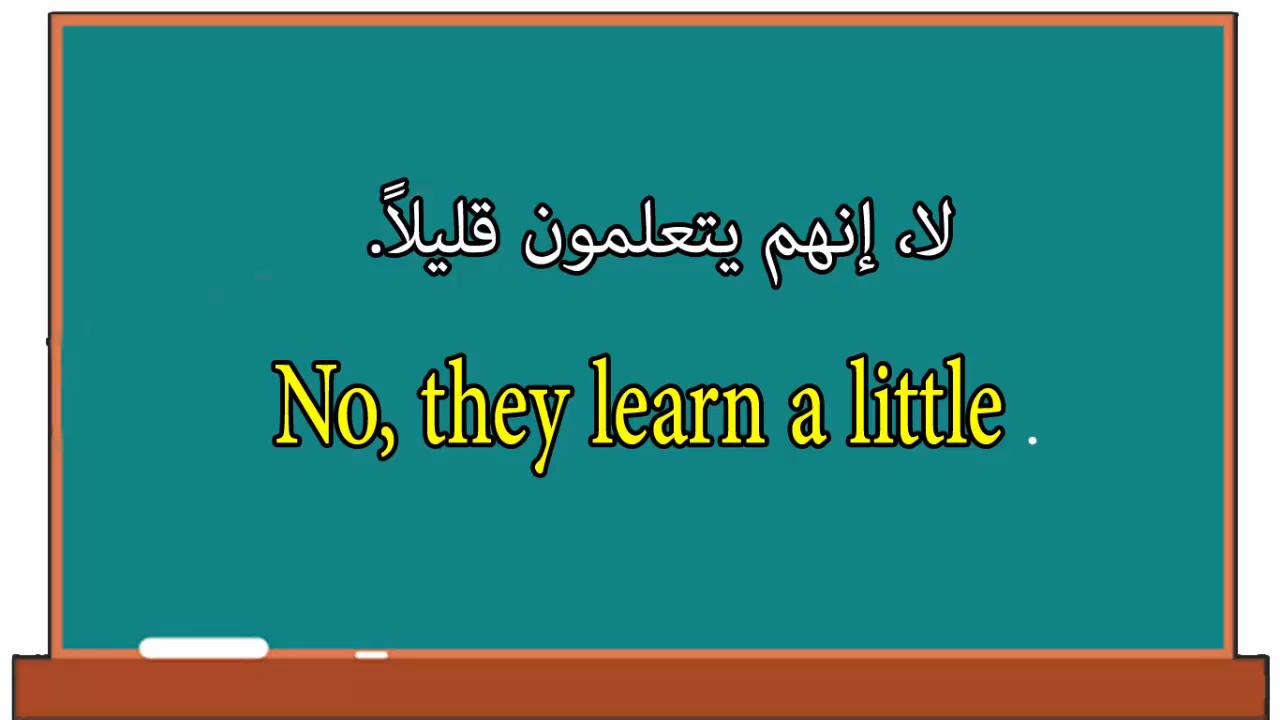 لا، إنهم يتعلمون قليلاً.
No, they learn a little .